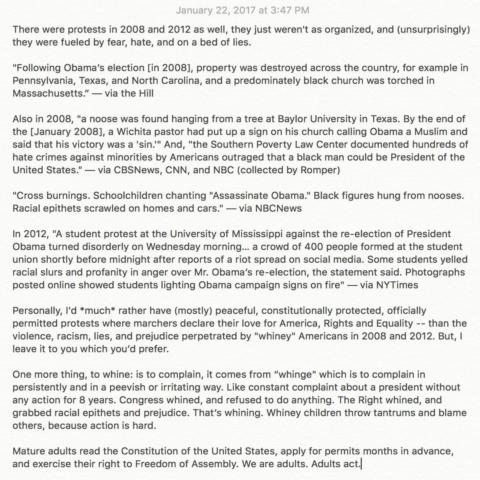 January 22, 2017 at 3:47 PM
There were protests in 2008 and 2012 as well, they just weren't as organized, and (unsurprisingly)
they were fueled by fear, hate, and on a bed of lies.
"Following Obama's election [in 2008], property was destroyed across the country, for example in
Pennsylvania, Texas, and North Carolina, and a predominately black church was torched in
Massachusetts." — via the Hill
Also in 2008, "a noose was found hanging from a tree at Baylor University in Texas. By the end of
the [January 2008], a Wichita pastor had put up a sign on his church calling Obama a Muslim and
said that his victory was a 'sin.'" And, "the Southern Poverty Law Center documented hundreds of
hate crimes against minorities by Americans outraged that a black man could be President of the
United States." — via CBSNews, CNN, and NBC (collected by Romper)
"Cross burnings. Schoolchildren chanting "Assassinate Obama." Black figures hung from nooses.
Racial epithets scrawled on homes and cars." — via NBCNews
In 2012, "A student protest at the University of Mississippi against the re-election of President
Obama turned disorderly on Wednesday morning... a crowd of 400 people formed at the student
union shortly before midnight after reports of a riot spread on social media. Some students yelled
racial slurs and profanity in anger over Mr. Obama's re-election, the statement said. Photographs
posted online showed students lighting Obama campaign signs on fire" — via NYTimes
Personally, I'd *much* rather have (mostly) peaceful, constitutionally protected, officially
permitted protests where marchers declare their love for America, Rights and Equality -- than the
violence, racism, lies, and prejudice perpetrated by "whiney" Americans in 2008 and 2012. But, I
leave it to you which you'd prefer.
One more thing, to whine: is to complain, it comes from "whinge" which is to complain in
persistently and in a peevish or irritating way. Like constant complaint about a president without
any action for 8 years. Congress whined, and refused to do anything. The Right whined, and
grabbed racial epithets and prejudice. That's whining. Whiney children throw tantrums and blame
others, because action is hard.
Mature adults read the Constitution of the United States, apply for permits months in advance,
and exercise their right to Freedom of Assembly. We are adults. Adults act.